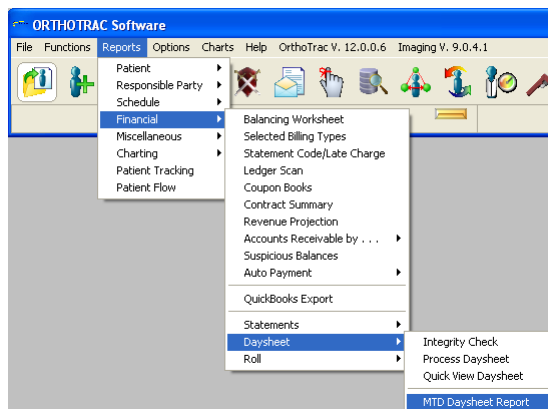 ORTHOTRAC Software
File Functions Reports Options Charts Help OrthoTrac V. 12.0.0.6 Imaging V. 9.0.4.1
Patient
Responsible Party
Schedule
Financial
Miscellaneous
Charting
Patient Tracking
Patient Flow
Balancing Worksheet
Selected Billing Types
Statement Code/Late Charge
Ledger Scan
Coupon Books
Contract Summary
Revenue Projection
Accounts Receivable by . . .
Suspicious Balances
Auto Payment
QuickBooks Export
Statements
Daysheet
Roll
Integrity Check
Process Daysheet
Quick View Daysheet
MTD Daysheet Report